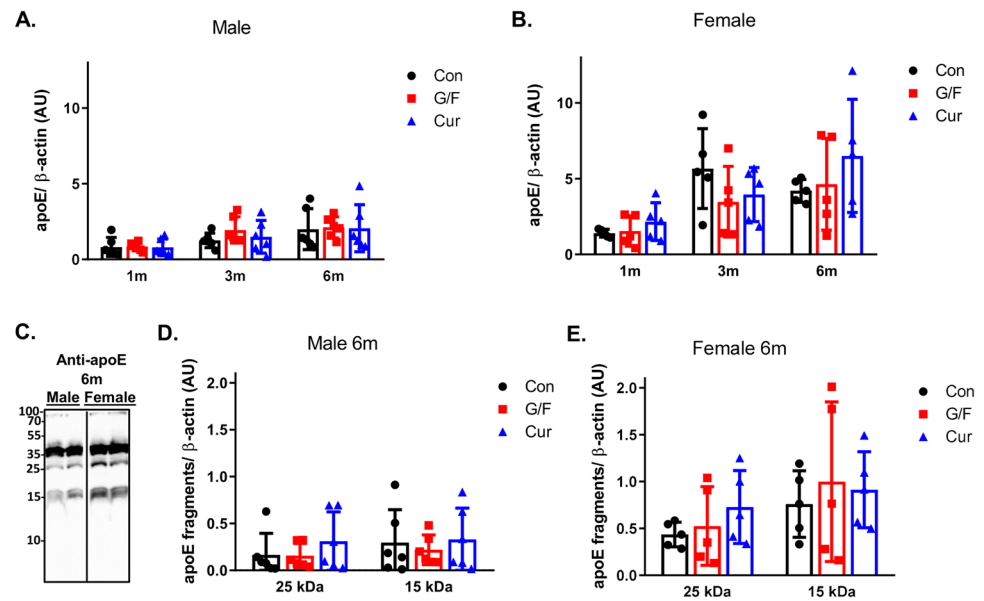 A.
Male
apoE/ β-actin (AU)
10
5
0
1m 3m 6m
Con
G/F
Cur
B.
Female
apoE/ β-actin (AU)
10
5
0
1m 3m 6m
Con
G/F
Cur
C.
Anti-apoE
6m
Male Female
100
70
55
35
25
15
10
D.
Male 6m
apoE fragments/ β-actin (AU)
2.0
1.5
1.0
0.5
0.0
25 kDa 15 kDa
Con
G/F
Cur
E.
Female 6m
apoE fragments/ β-actin (AU)
2.0
1.5
1.0
0.5
0.0
25 kDa 15 kDa
Con
G/F
Cur